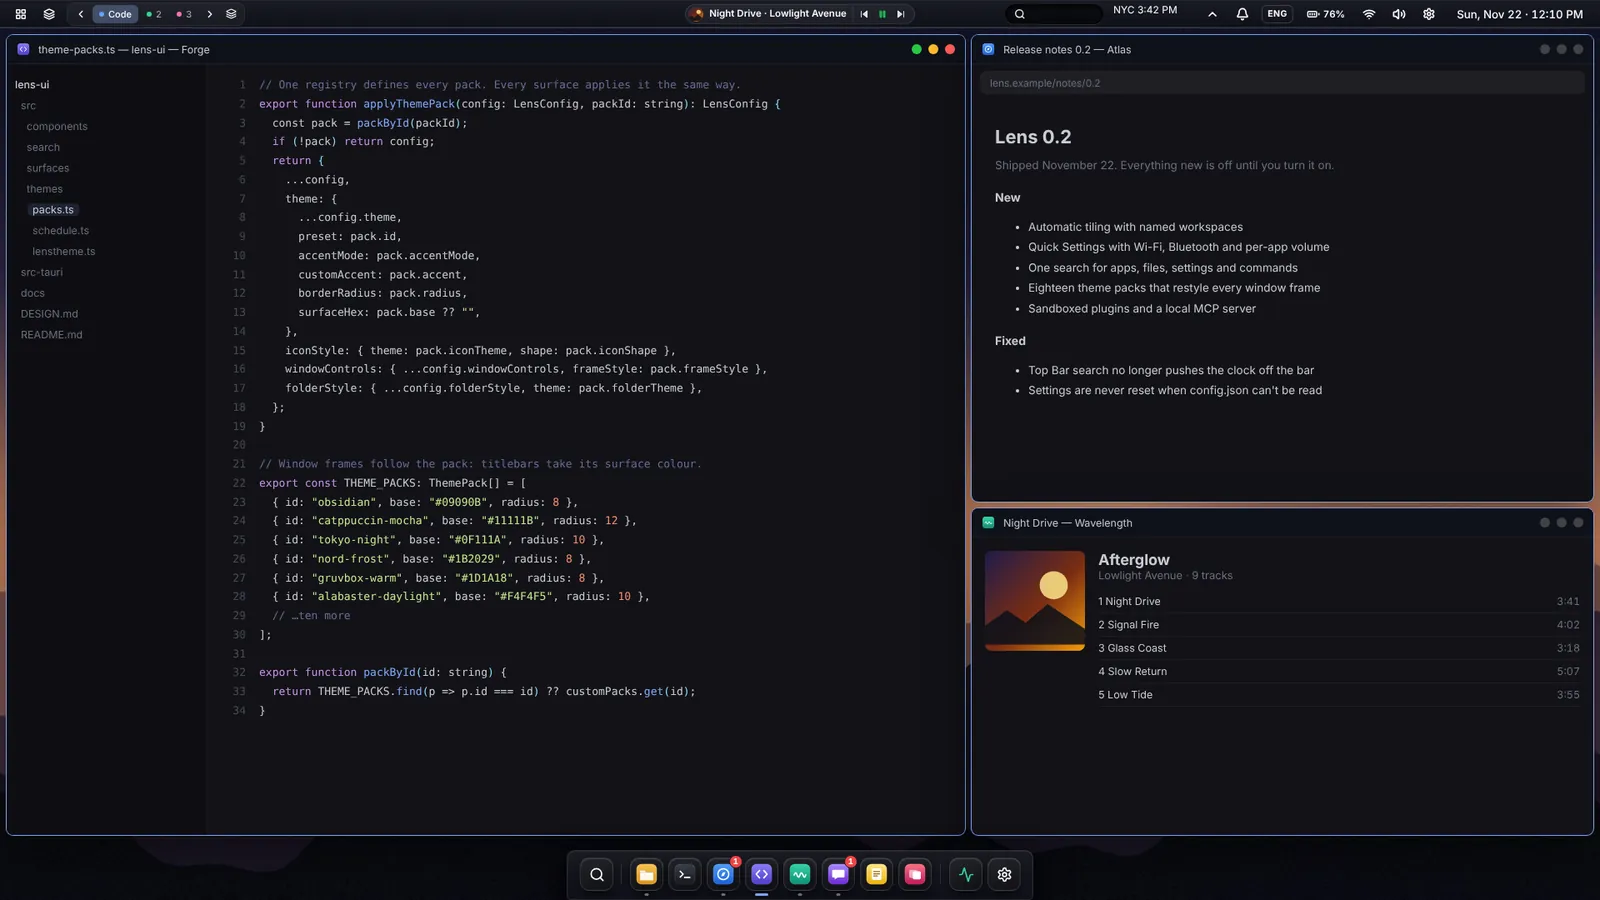 Code
2
3
Night Drive · Lowlight Avenue
NYC 3:42 PM
ENG
76%
Sun, Nov 22 · 12:10 PM
theme-packs.ts — lens-ui — Forge
lens-ui
src
components
search
surfaces
themes
packs.ts
schedule.ts
lenstheme.ts
src-tauri
docs
DESIGN.md
README.md
1 // One registry defines every pack. Every surface applies it the same way.
2 export function applyThemePack(config: LensConfig, packId: string): LensConfig {
3   const pack = packById(packId);
4   if (!pack) return config;
5   return {
6     ...config,
7     theme: {
8       ...config.theme,
9       preset: pack.id,
10       accentMode: pack.accentMode,
11       customAccent: pack.accent,
12       borderRadius: pack.radius,
13       surfaceHex: pack.base ?? "",
14     },
15     iconStyle: { theme: pack.iconTheme, shape: pack.iconShape },
16     windowControls: { ...config.windowControls, frameStyle: pack.frameStyle },
17     folderStyle: { ...config.folderStyle, theme: pack.folderTheme },
18   };
19 }
20
21 // Window frames follow the pack: titlebars take its surface colour.
22 export const THEME_PACKS: ThemePack[] = [
23   { id: "obsidian", base: "#09090B", radius: 8 },
24   { id: "catppuccin-mocha", base: "#11111B", radius: 12 },
25   { id: "tokyo-night", base: "#0F111A", radius: 10 },
26   { id: "nord-frost", base: "#1B2029", radius: 8 },
27   { id: "gruvbox-warm", base: "#1D1A18", radius: 8 },
28   { id: "alabaster-daylight", base: "#F4F4F5", radius: 10 },
29   // …ten more
30 ];
31
32 export function packById(id: string) {
33   return THEME_PACKS.find(p => p.id === id) ?? customPacks.get(id);
34 }
Release notes 0.2 — Atlas
lens.example/notes/0.2
Lens 0.2
Shipped November 22. Everything new is off until you turn it on.
New
• Automatic tiling with named workspaces
• Quick Settings with Wi-Fi, Bluetooth and per-app volume
• One search for apps, files, settings and commands
• Eighteen theme packs that restyle every window frame
• Sandboxed plugins and a local MCP server
Fixed
• Top Bar search no longer pushes the clock off the bar
• Settings are never reset when config.json can't be read
Night Drive — Wavelength
Afterglow
Lowlight Avenue · 9 tracks
1 Night Drive 3:41
2 Signal Fire 4:02
3 Glass Coast 3:18
4 Slow Return 5:07
5 Low Tide 3:55
1
1